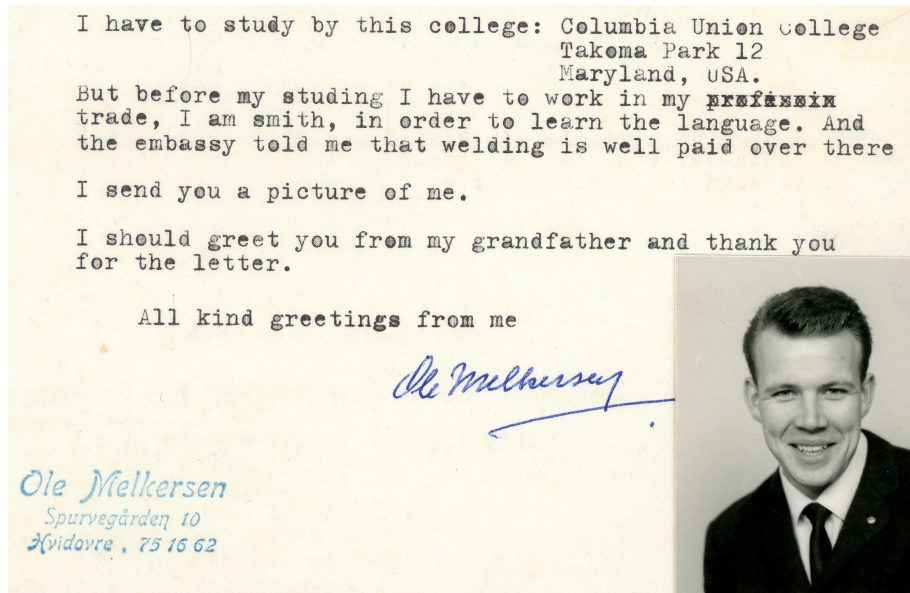 I have to study by this college: Columbia Union College
Takoma Park 12
Maryland, USA.
But before my studing I have to work in my professin
trade, I am smith, in order to learn the language. And
the embassy told me that welding is well paid over there
I send you a picture of me.
I should greet you from my grandfather and thank you
for the letter.
All kind greetings from me
Ole Melkersen
Ole Melkersen
Spurvegården 10
Hvidovre , 75 16 62